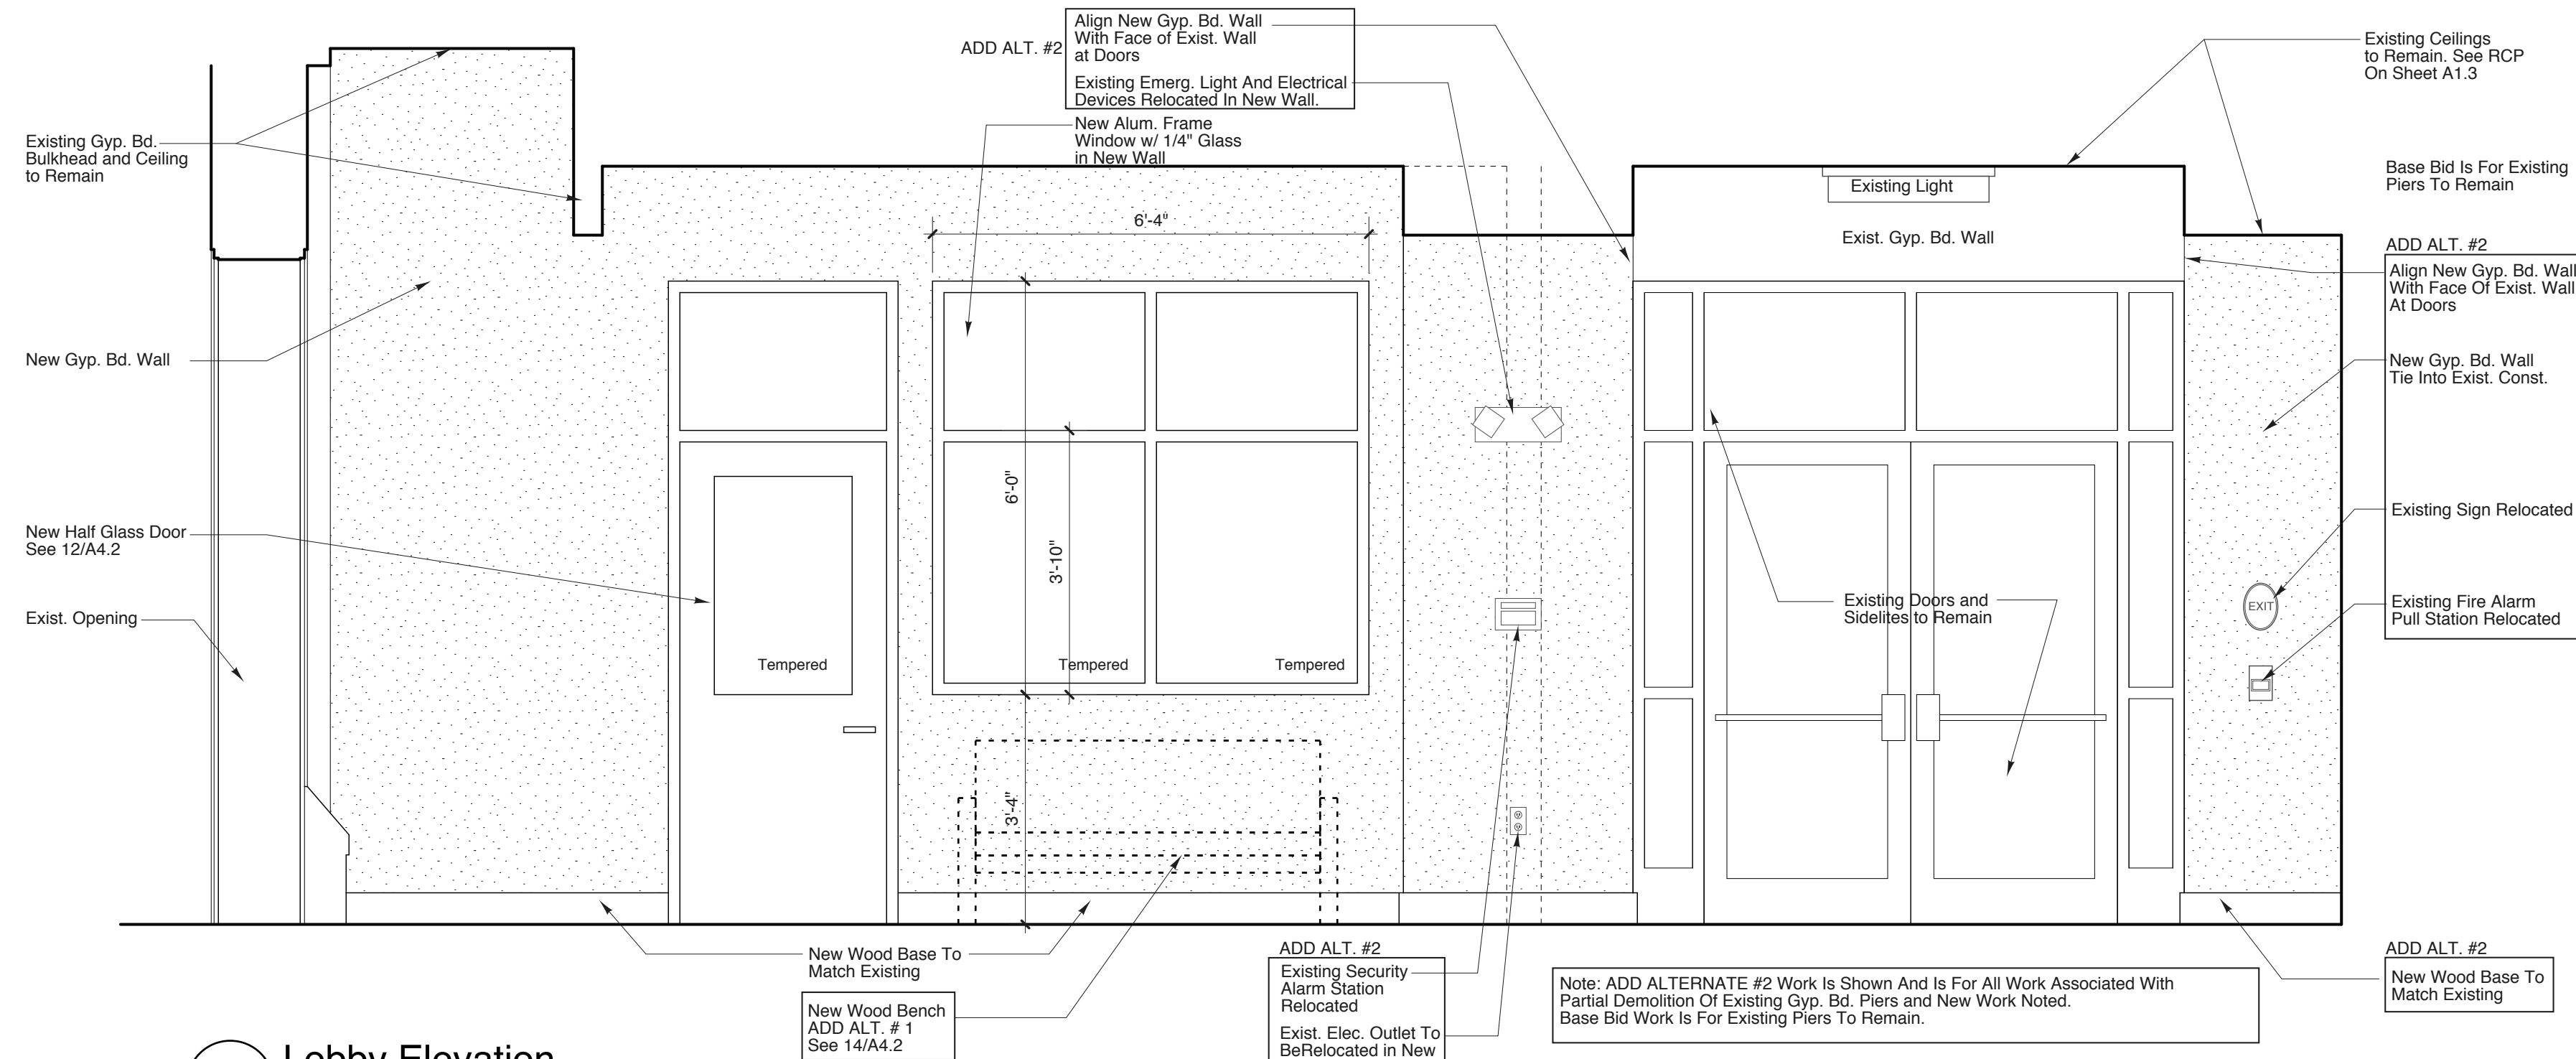 ADD ALT. #2
Align New Gyp. Bd. Wall
With Face of Exist. Wall
at Doors
Existing Emerg. Light And Electrical
Devices Relocated In New Wall.
New Alum. Frame
Window w/ 1/4" Glass
in New Wall
Existing Ceilings
to Remain. See RCP
On Sheet A1.3
Existing Gyp. Bd.
Bulkhead and Ceiling
to Remain
Base Bid Is For Existing
Piers To Remain
Existing Light
Exist. Gyp. Bd. Wall
6'-4"
ADD ALT. #2
Align New Gyp. Bd. Wall
With Face Of Exist. Wall
At Doors
New Gyp. Bd. Wall
New Gyp. Bd. Wall
Tie Into Exist. Const.
6'-0"
3'-10"
Existing Sign Relocated
New Half Glass Door
See 12/A4.2
Existing Doors and
Sidelites to Remain
EXIT
Existing Fire Alarm
Pull Station Relocated
Exist. Opening
Tempered
Tempered
Tempered
3'-4"
New Wood Base To
Match Existing
New Wood Bench
ADD ALT. # 1
See 14/A4.2
ADD ALT. #2
Existing Security
Alarm Station
Relocated
Exist. Elec. Outlet To
BeRelocated in New
Note: ADD ALTERNATE #2 Work Is Shown And Is For All Work Associated With
Partial Demolition Of Existing Gyp. Bd. Piers and New Work Noted.
Base Bid Work Is For Existing Piers To Remain.
ADD ALT. #2
New Wood Base To
Match Existing
Lobby Elevation